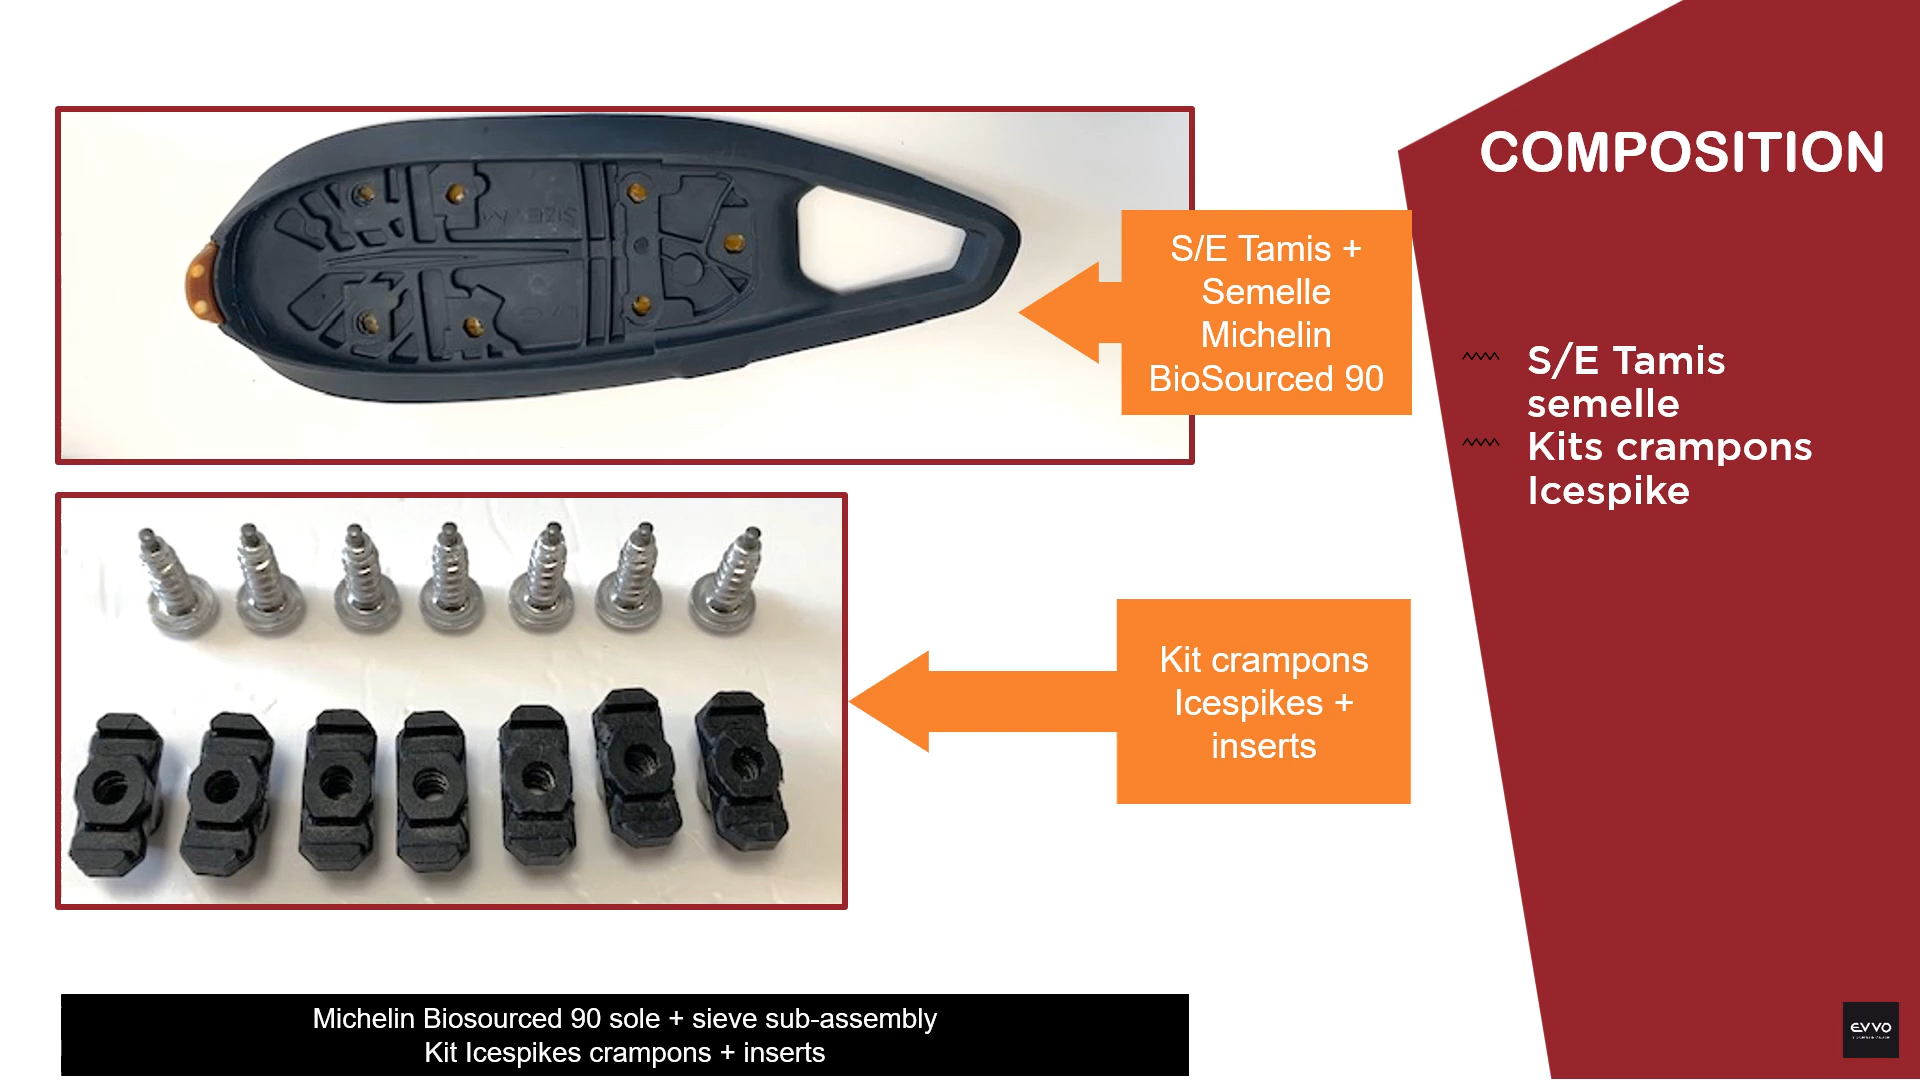 COMPOSITION
S/E Tamis +
Semelle
Michelin
BioSourced 90
S/E Tamis
semelle
Kits crampons
Icespike
Kit crampons
Icespikes +
inserts
Michelin Biosourced 90 sole + sieve sub-assembly
Kit Icespikes crampons + inserts
EVVO